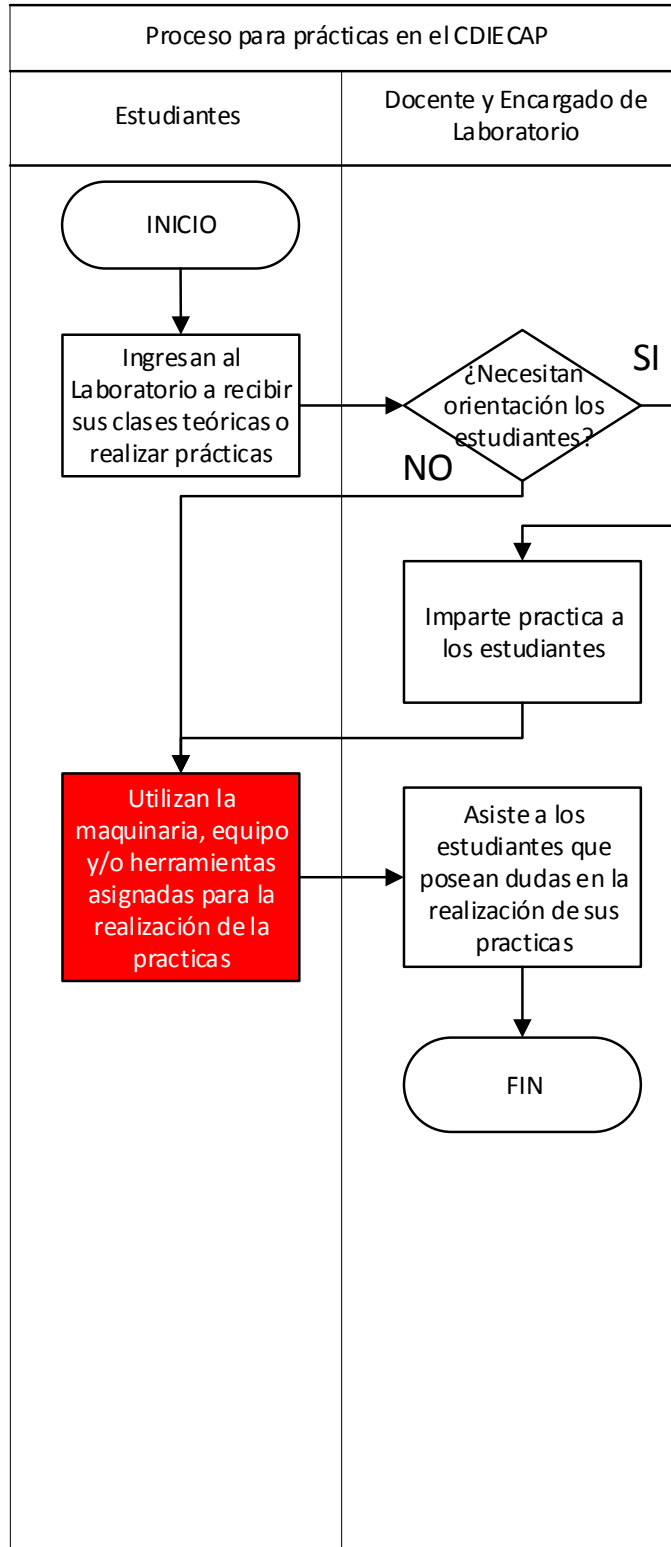 Proceso para prácticas en el CDIECAP
Estudiantes
Docente y Encargado de
Laboratorio
INICIO
Ingresan al
Laboratorio a recibir
sus clases teóricas o
realizar prácticas
¿Necesitan
orientación los
estudiantes?
SI
NO
Imparte practica a
los estudiantes
Utilizan la
maquinaria, equipo
y/o herramientas
asignadas para la
realización de la
practicas
Asiste a los
estudiantes que
posean dudas en la
realización de sus
practicas
FIN